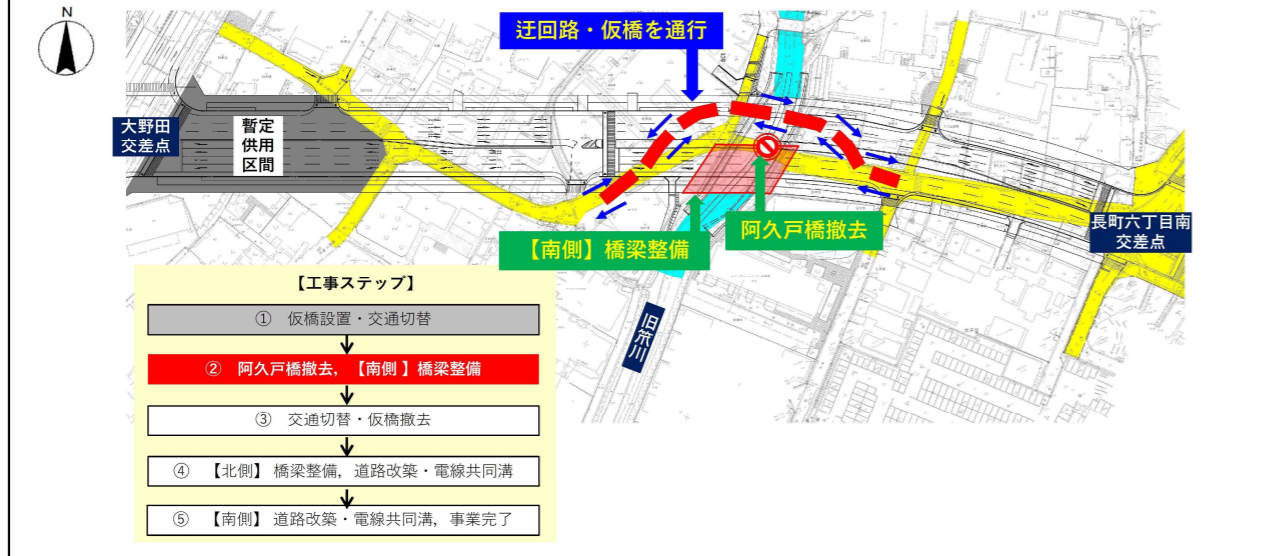 N
迂回路・仮橋を通行
大野田
交差点
暫定
供用
区間
阿久戸橋撤去
【南側】橋梁整備
長町六丁目南
交差点
旧笊川
【工事ステップ】
① 仮橋設置・交通切替
② 阿久戸橋撤去，【南側 】橋梁整備
③ 交通切替・仮橋撤去
④ 【北側】 橋梁整備，道路改築・電線共同溝
⑤ 【南側】 道路改築・電線共同溝，事業完了